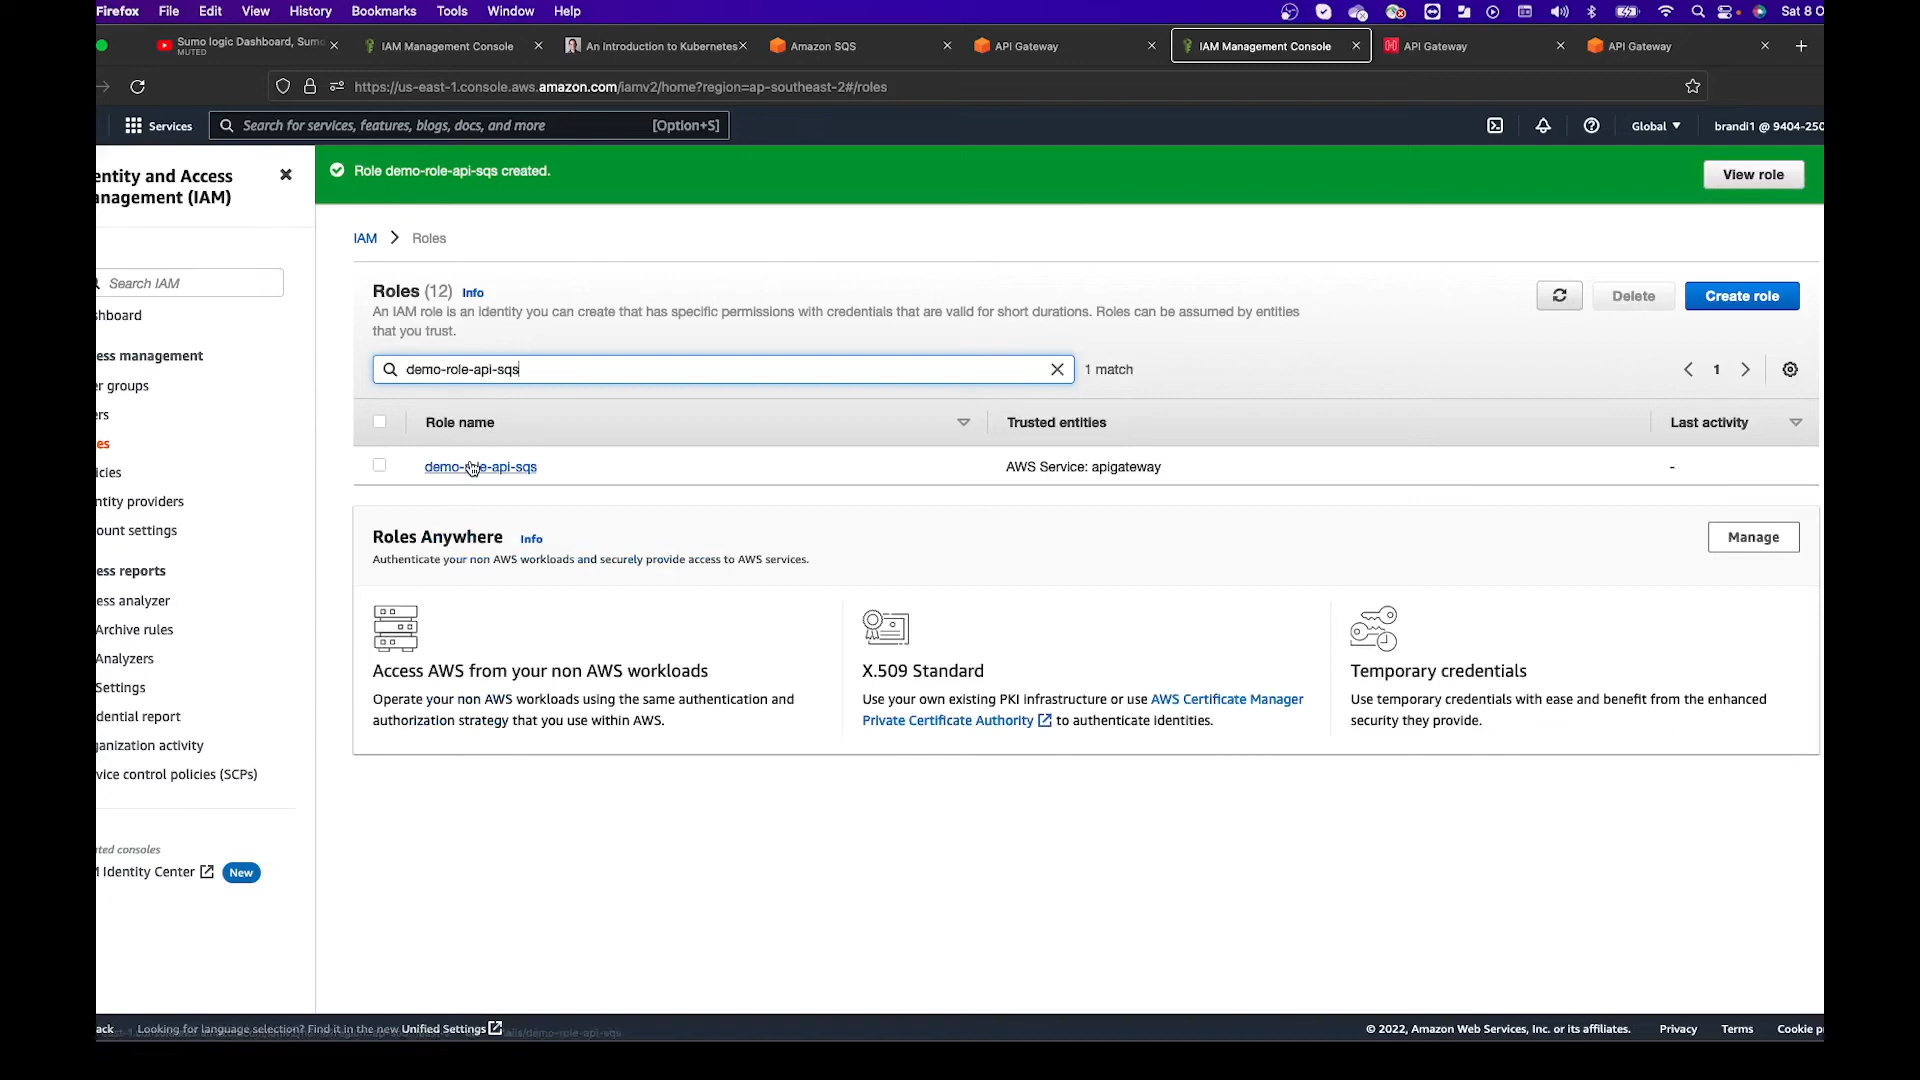 Firefox File Edit View History Bookmarks Tools Window Help Sat 8 O
Sumo logic Dashboard, Sumo
MUTED
IAM Management Console
An Introduction to Kubernetes
Amazon SQS
API Gateway
IAM Management Console
API Gateway
API Gateway
https://us-east-1.console.aws.amazon.com/iamv2/home?region=ap-southeast-2#/roles
Services
Search for services, features, blogs, docs, and more [Option+S]
Global
brandi1 @ 9404-250
entity and Access
anagement (IAM)
Search IAM
shboard
ess management
er groups
ers
es
icies
ntity providers
ount settings
ess reports
ess analyzer
Archive rules
Analyzers
Settings
dential report
ganization activity
vice control policies (SCPs)
ated consoles
M Identity Center
New
Role demo-role-api-sqs created.
View role
IAM > Roles
Roles (12) Info
An IAM role is an identity you can create that has specific permissions with credentials that are valid for short durations. Roles can be assumed by entities
that you trust.
Delete
Create role
demo-role-api-sqs
1 match
1
Role name
Trusted entities
Last activity
demo-role-api-sqs
AWS Service: apigateway
-
Roles Anywhere Info
Authenticate your non AWS workloads and securely provide access to AWS services.
Manage
Access AWS from your non AWS workloads
Operate your non AWS workloads using the same authentication and
authorization strategy that you use within AWS.
X.509 Standard
Use your own existing PKI infrastructure or use AWS Certificate Manager
Private Certificate Authority to authenticate identities.
Temporary credentials
Use temporary credentials with ease and benefit from the enhanced
security they provide.
ack
Looking for language selection? Find it in the new Unified Settings
© 2022, Amazon Web Services, Inc. or its affiliates.
Privacy
Terms
Cookie p